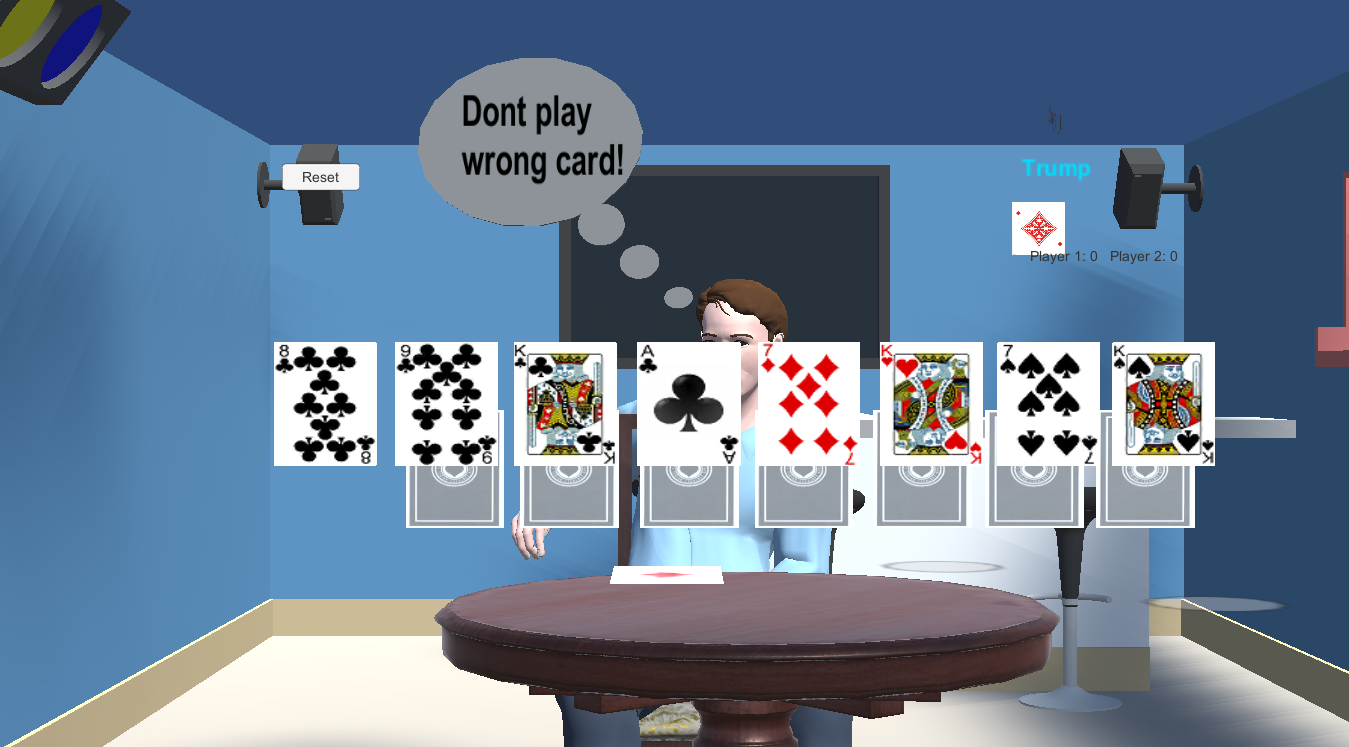 Dont play
wrong card!
Trump
Reset
Player 1: 0 Player 2: 0
8 9 K A 7 K 7 K
8 9 K A 7 K 7 K